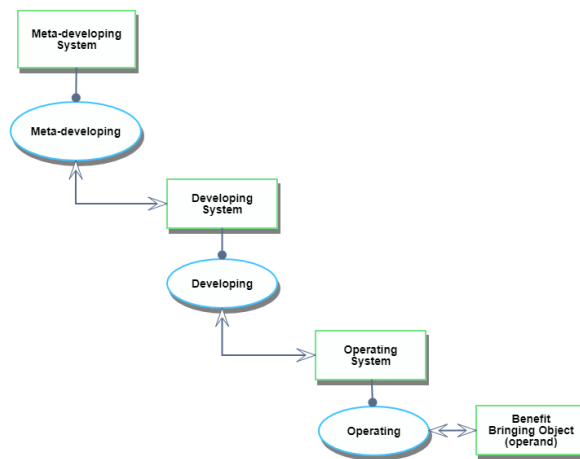 Meta-developing
System
Meta-developing
Developing
System
Developing
Operating
System
Operating
Benefit
Bringing Object
(operand)